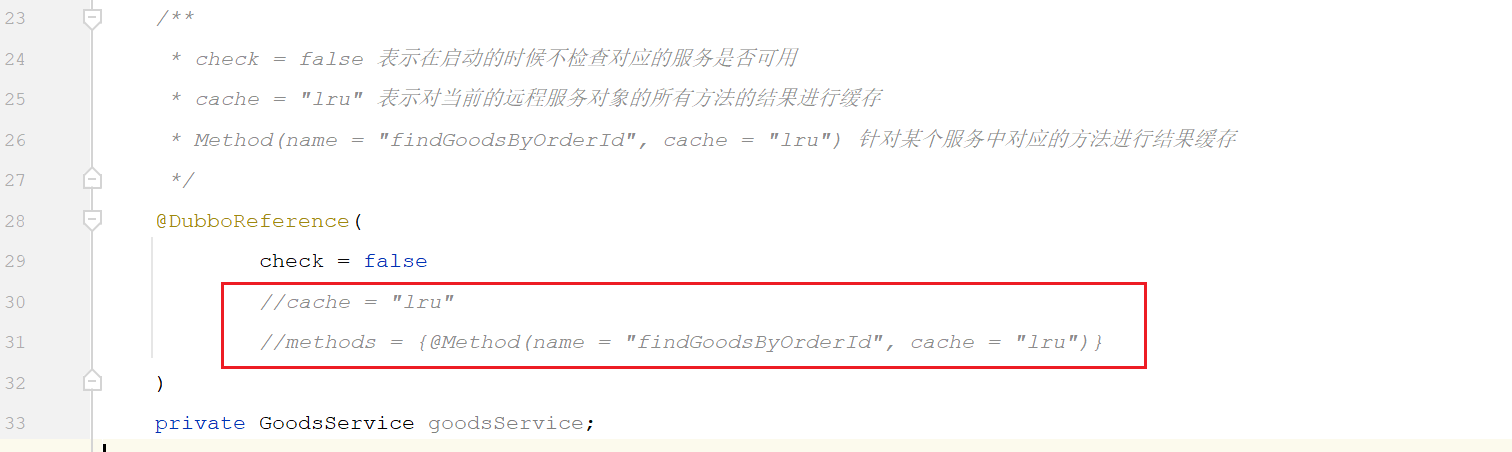 23 /**
24 * check = false 表示在启动的时候不检查对应的服务是否可用
25 * cache = "lru" 表示对当前的远程服务对象的所有方法的结果进行缓存
26 * Method(name = "findGoodsByOrderId", cache = "lru") 针对某个服务中对应的方法进行结果缓存
27 */
28 @DubboReference(
29 check = false
30 //cache = "lru"
31 //methods = {@Method(name = "findGoodsByOrderId", cache = "lru")}
32 )
33 private GoodsService goodsService;